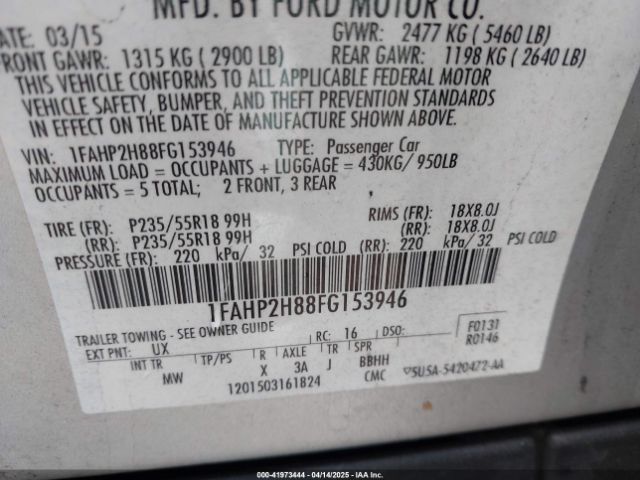 MFD. BY FORD MOTOR CO.
DATE: 03/15 GVWR: 2477 KG ( 5460 LB)
FRONT GAWR: 1315 KG ( 2900 LB) REAR GAWR: 1198 KG ( 2640 LB)
THIS VEHICLE CONFORMS TO ALL APPLICABLE FEDERAL MOTOR
VEHICLE SAFETY, BUMPER, AND THEFT PREVENTION STANDARDS
IN EFFECT ON THE DATE OF MANUFACTURE SHOWN ABOVE.
VIN: 1FAHP2H88FG153946 TYPE: Passenger Car
MAXIMUM LOAD = OCCUPANTS + LUGGAGE = 430KG/ 950LB
OCCUPANTS = 5 TOTAL; 2 FRONT, 3 REAR
TIRE (FR): P235/55R18 99H RIMS (FR): 18X8.0J
(RR): P235/55R18 99H (RR): 18X8.0J
PRESSURE (FR): 220 kPa/ 32 PSI COLD (RR): 220 kPa/ 32 PSI COLD
1FAHP2H88FG153946
TRAILER TOWING - SEE OWNER GUIDE RC: 16 DSO: F0131
EXT PNT: UX R0146
INT TR TP/PS R AXLE TR SPR
MW X 3A J BBHH
1201503161824 CMC 5U5A-5420472-AA
000-41973444 - 04/14/2025 - IAA Inc.